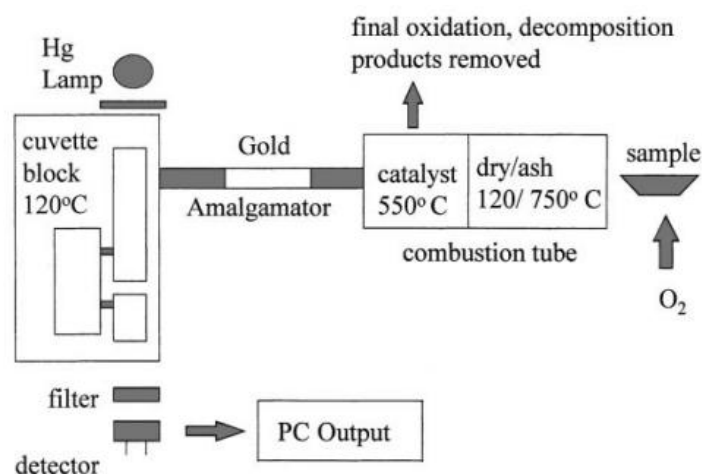 Hg
Lamp
final oxidation, decomposition
products removed
cuvette
block
120°C
Gold
Amalgamator
catalyst
550° C
dry/ash
120/ 750° C
combustion tube
sample
O₂
filter
detector
PC Output